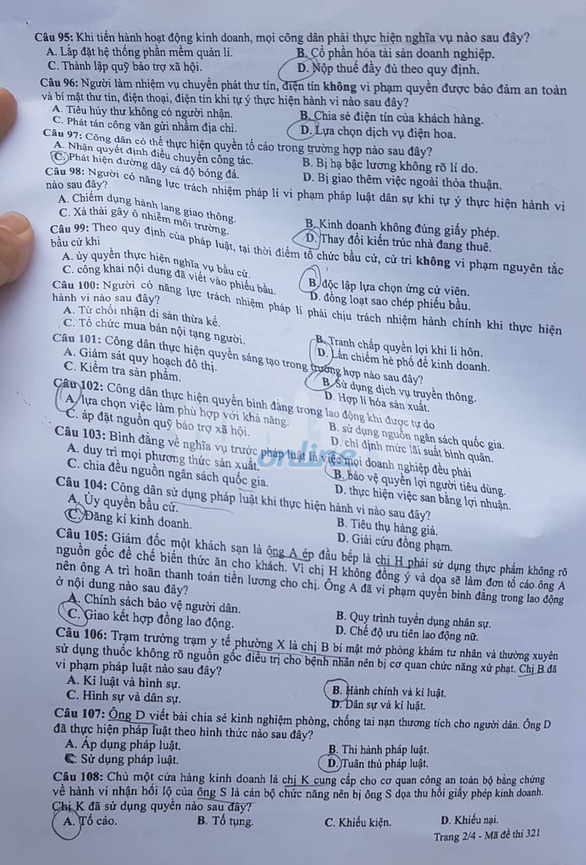 Câu 95: Khi tiến hành hoạt động kinh doanh, mọi công dân phải thực hiện nghĩa vụ nào sau đây?
A. Lắp đặt hệ thống phần mềm quản lí. B. Cổ phần hóa tài sản doanh nghiệp.
C. Thành lập quỹ bảo trợ xã hội. D. Nộp thuế đầy đủ theo quy định.
Câu 96: Người làm nhiệm vụ chuyển phát thư tín, điện tín không vi phạm quyền được bảo đảm an toàn
và bí mật thư tín, điện thoại, điện tín khi tự ý thực hiện hành vi nào sau đây?
A. Tiêu hủy thư không có người nhận. B. Chia sẻ điện tín của khách hàng.
C. Phát tán công văn gửi nhầm địa chỉ. D. Lựa chọn dịch vụ điện hoa.
Câu 97: Công dân có thể thực hiện quyền tố cáo trong trường hợp nào sau đây?
A. Nhận quyết định điều chuyển công tác. B. Bị hạ bậc lương không rõ lí do.
C. Phát hiện đường dây cá độ bóng đá. D. Bị giao thêm việc ngoài thỏa thuận.
Câu 98: Người có năng lực trách nhiệm pháp lí vi phạm pháp luật dân sự khi tự ý thực hiện hành vi
nào sau đây?
A. Chiếm dụng hành lang giao thông. B. Kinh doanh không đúng giấy phép.
C. Xả thải gây ô nhiễm môi trường. D. Thay đổi kiến trúc nhà đang thuê.
Câu 99: Theo quy định của pháp luật, tại thời điểm tổ chức bầu cử, cử tri không vi phạm nguyên tắc
bầu cử khi
A. ủy quyền thực hiện nghĩa vụ bầu cử. B. độc lập lựa chọn ứng cử viên.
C. công khai nội dung đã viết vào phiếu bầu. D. đồng loạt sao chép phiếu bầu.
Câu 100: Người có năng lực trách nhiệm pháp lí phải chịu trách nhiệm hành chính khi thực hiện
hành vi nào sau đây?
A. Từ chối nhận di sản thừa kế. B. Tranh chấp quyền lợi khi li hôn.
C. Tổ chức mua bán nội tạng người. D. Lấn chiếm hè phố để kinh doanh.
Câu 101: Công dân thực hiện quyền sáng tạo trong trường hợp nào sau đây?
A. Giám sát quy hoạch đô thị. B. Sử dụng dịch vụ truyền thông.
C. Kiểm tra sản phẩm. D. Hợp lí hóa sản xuất.
Câu 102: Công dân thực hiện quyền bình đẳng trong lao động khi được tự do
A. lựa chọn việc làm phù hợp với khả năng. B. sử dụng nguồn ngân sách quốc gia.
C. áp đặt nguồn quỹ bảo trợ xã hội. D. chỉ định mức lãi suất bình quân.
Câu 103: Bình đẳng về nghĩa vụ trước pháp luật là việc mọi doanh nghiệp đều phải
A. duy trì mọi phương thức sản xuất. B. bảo vệ quyền lợi người tiêu dùng.
C. chia đều nguồn ngân sách quốc gia. D. thực hiện việc san bằng lợi nhuận.
Câu 104: Công dân sử dụng pháp luật khi thực hiện hành vi nào sau đây?
A. Ủy quyền bầu cử. B. Tiêu thụ hàng giả.
C. Đăng kí kinh doanh. D. Giải cứu đồng phạm.
Câu 105: Giám đốc một khách sạn là ông A ép đầu bếp là chị H phải sử dụng thực phẩm không rõ
nguồn gốc để chế biến thức ăn cho khách. Vì chị H không đồng ý và dọa sẽ làm đơn tố cáo ông A
nên ông A trì hoãn thanh toán tiền lương cho chị. Ông A đã vi phạm quyền bình đẳng trong lao động
ở nội dung nào sau đây?
A. Chính sách bảo vệ người dân. B. Quy trình tuyển dụng nhân sự.
C. Giao kết hợp đồng lao động. D. Chế độ ưu tiên lao động nữ.
Câu 106: Trạm trưởng trạm y tế phường X là chị B bí mật mở phòng khám tư nhân và thường xuyên
sử dụng thuốc không rõ nguồn gốc điều trị cho bệnh nhân nên bị cơ quan chức năng xử phạt. Chị B đã
vi phạm pháp luật nào sau đây?
A. Kỉ luật và hình sự. B. Hành chính và kỉ luật.
C. Hình sự và dân sự. D. Dân sự và kỉ luật.
Câu 107: Ông D viết bài chia sẻ kinh nghiệm phòng, chống tai nạn thương tích cho người dân. Ông D
đã thực hiện pháp luật theo hình thức nào sau đây?
A. Áp dụng pháp luật. B. Thi hành pháp luật.
C. Sử dụng pháp luật. D. Tuân thủ pháp luật.
Câu 108: Chủ một cửa hàng kinh doanh là chị K cung cấp cho cơ quan công an toàn bộ bằng chứng
về hành vi nhận hối lộ của ông S là cán bộ chức năng nên bị ông S dọa thu hồi giấy phép kinh doanh.
Chị K đã sử dụng quyền nào sau đây?
A. Tố cáo. B. Tố tụng. C. Khiếu kiện. D. Khiếu nại.
Trang 2/4 - Mã đề thi 321
online